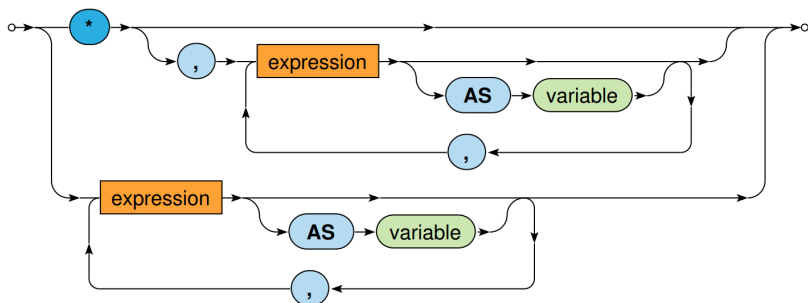 *
, expression
AS variable
,
expression
AS variable
,